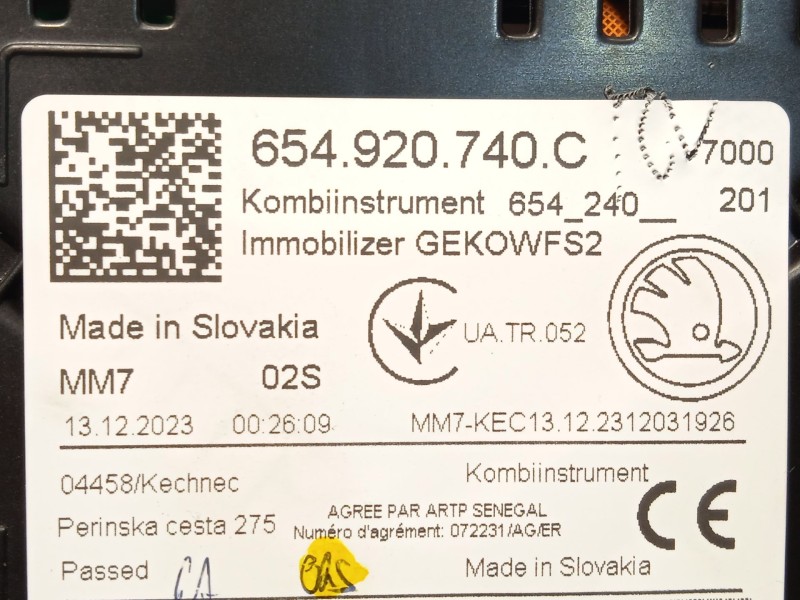 654.920.740.C 7000
Kombiinstrument 654_240__ 201
Immobilizer GEKOWFS2
Made in Slovakia UA.TR.052
MM7 02S
13.12.2023 00:26:09 MM7-KEC13.12.2312031926
04458/Kechnec Kombiinstrument
Perinska cesta 275 AGREE PAR ARTP SENEGAL
Numéro d'agrément: 072231/AG/ER
CE
Passed Made in Slovakia